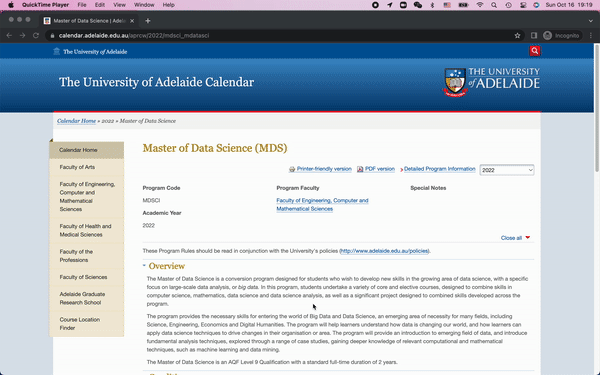 QuickTime Player File Edit View Window Help Sun Oct 16 19:19
Master of Data Science | Adelaid
calendar.adelaide.edu.au/aprcw/2022/mdsci_mdatasci Incognito
The University of Adelaide
The University of Adelaide Calendar
THE UNIVERSITY
of ADELAIDE
Calendar Home » 2022 » Master of Data Science
Calendar Home
Faculty of Arts
Faculty of Engineering,
Computer and
Mathematical
Sciences
Faculty of Health and
Medical Sciences
Faculty of the
Professions
Faculty of Sciences
Adelaide Graduate
Research School
Course Location
Finder
Master of Data Science (MDS)
Printer-friendly version PDF version Detailed Program Information 2022
Program Code Program Faculty Special Notes
MDSCI Faculty of Engineering, Computer and
Mathematical Sciences
Academic Year
2022
Close all
These Program Rules should be read in conjunction with the University's policies (http://www.adelaide.edu.au/policies).
Overview
The Master of Data Science is a conversion program designed for students who wish to develop new skills in the growing area of data science, with a specific
focus on large-scale data analysis, or big data. In this program, students undertake a variety of core and elective courses, designed to combine skills in
computer science, mathematics, data science and data science analysis, as well as a significant project designed to combined skills developed across the
program.
The program provides the necessary skills for entering the world of Big Data and Data Science, an emerging area of necessity for many fields, including
Science, Engineering, Economics and Digital Humanities. The program will help learners understand how data is changing our world, and how learners can
apply data science techniques to drive changes in their organisation or area. The program will provide an introduction to emerging field of data, and introduce
fundamental analysis techniques, explored through a range of case studies, gaining deeper knowledge of relevant computational and mathematical
techniques, such as machine learning and data mining.
The Master of Data Science is an AQF Level 9 Qualification with a standard full-time duration of 2 years.